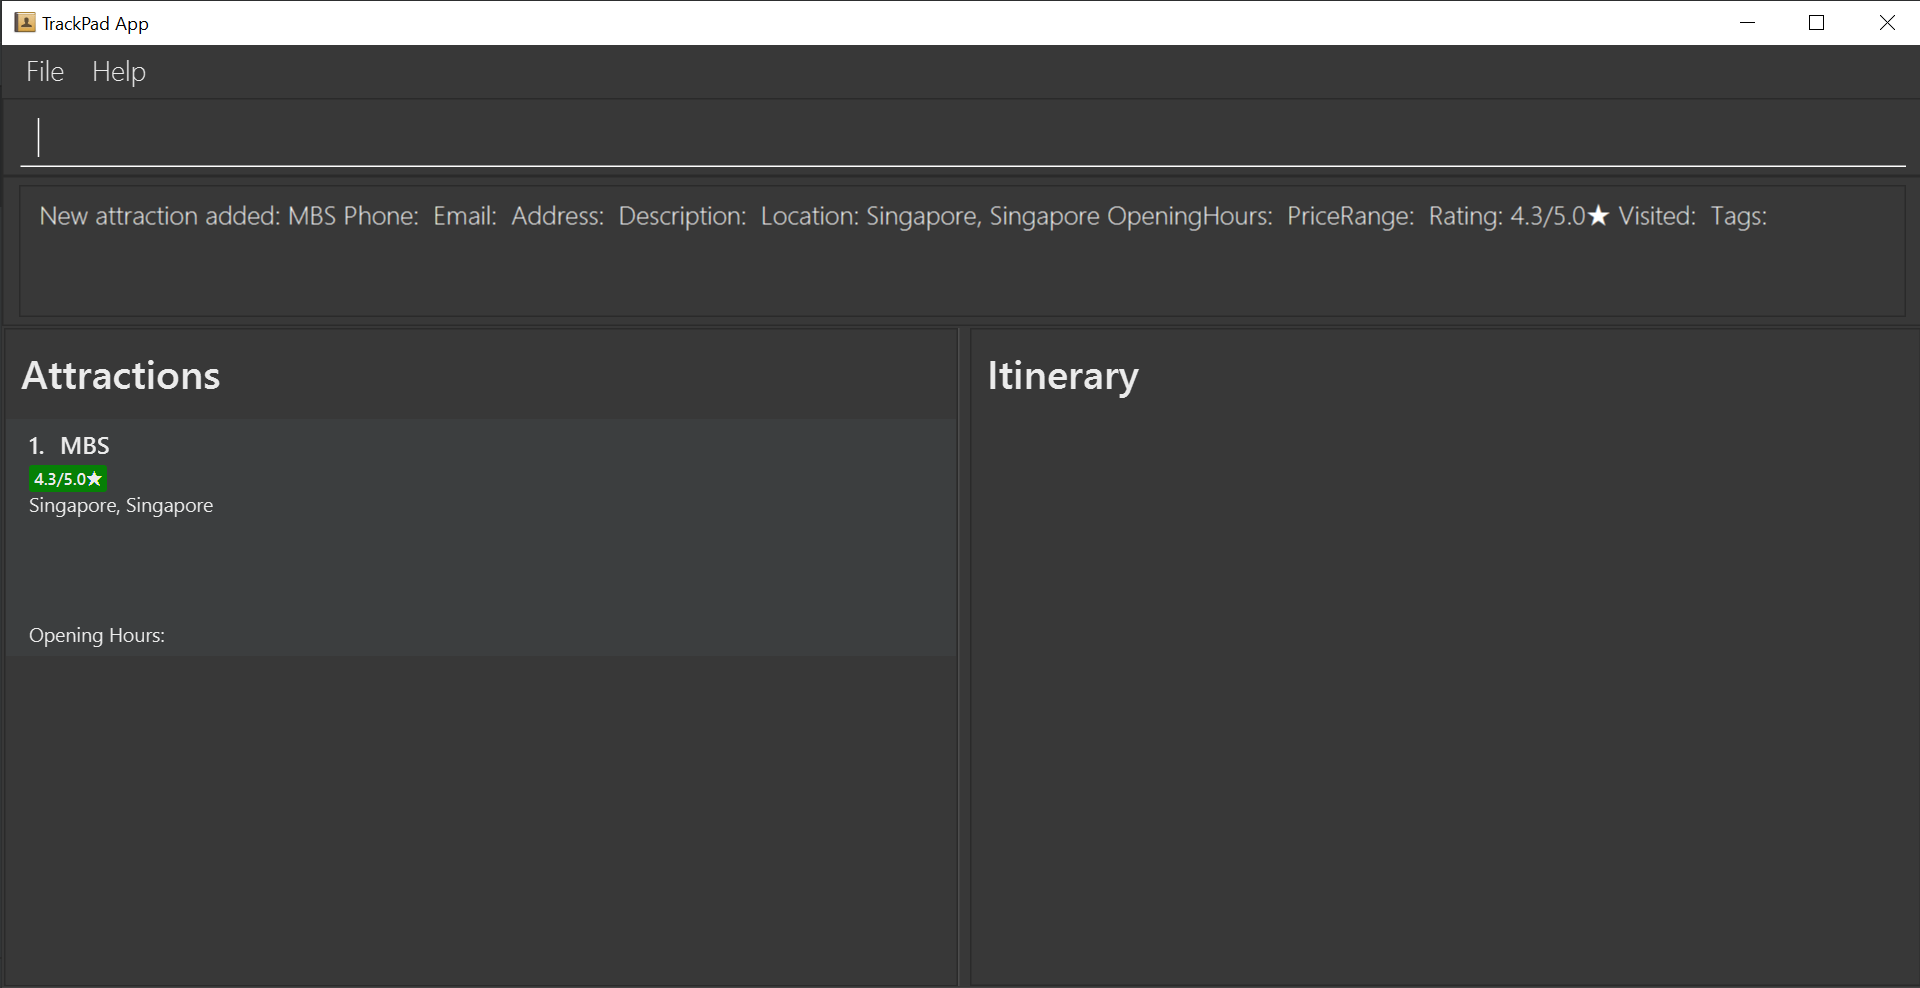 TrackPad App
File Help
New attraction added: MBS Phone:  Email:  Address:  Description:  Location: Singapore, Singapore OpeningHours:  PriceRange:  Rating: 4.3/5.0★ Visited:  Tags:
Attractions
1. MBS
4.3/5.0★
Singapore, Singapore
Opening Hours:
Itinerary